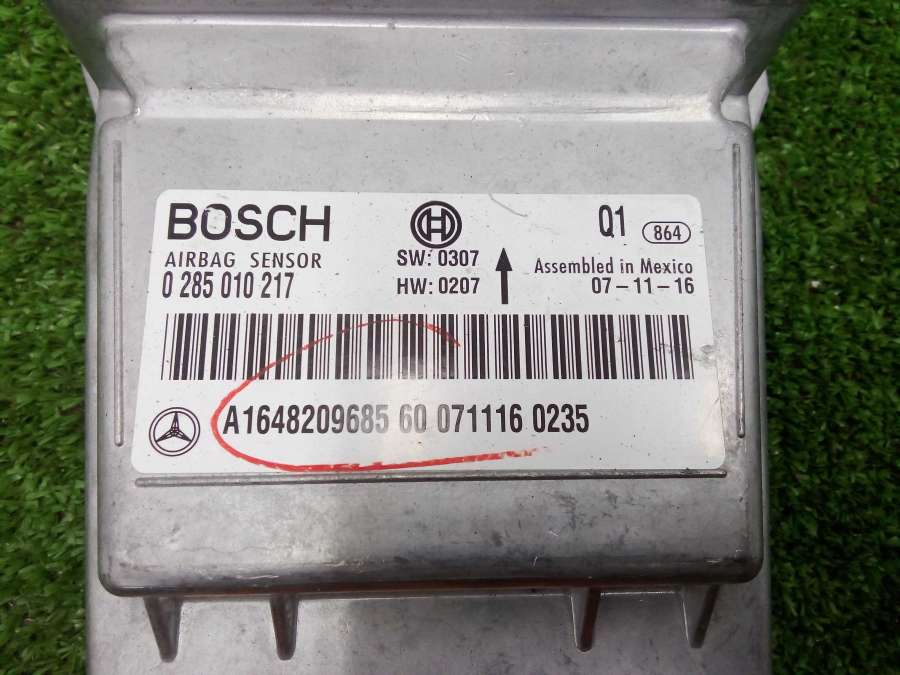 BOSCH
Q1 864
AIRBAG SENSOR
SW: 0307
Assembled in Mexico
0 285 010 217
HW: 0207
07-11-16
A1648209685 60 071116 0235